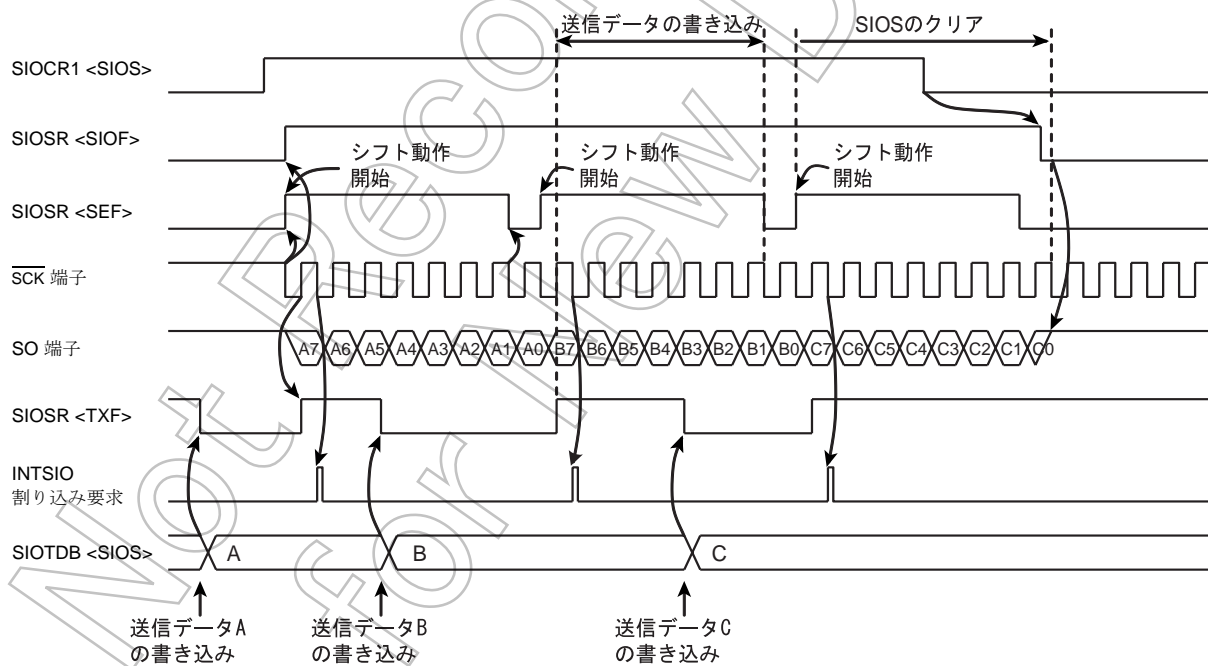 送信データの書き込み
SIOSのクリア
SIOCR1 <SIOS>
SIOSR <SIOF>
シフト動作
開始
シフト動作
開始
シフト動作
開始
SIOSR <SEF>
SCK 端子
SO 端子
A7 A6 A5 A4 A3 A2 A1 A0 B7 B6 B5 B4 B3 B2 B1 B0 C7 C6 C5 C4 C3 C2 C1 C0
SIOSR <TXF>
INTSIO
割り込み要求
SIOTDB <SIOS>
A
B
C
送信データA
の書き込み
送信データB
の書き込み
送信データC
の書き込み
Not Recom
for New D